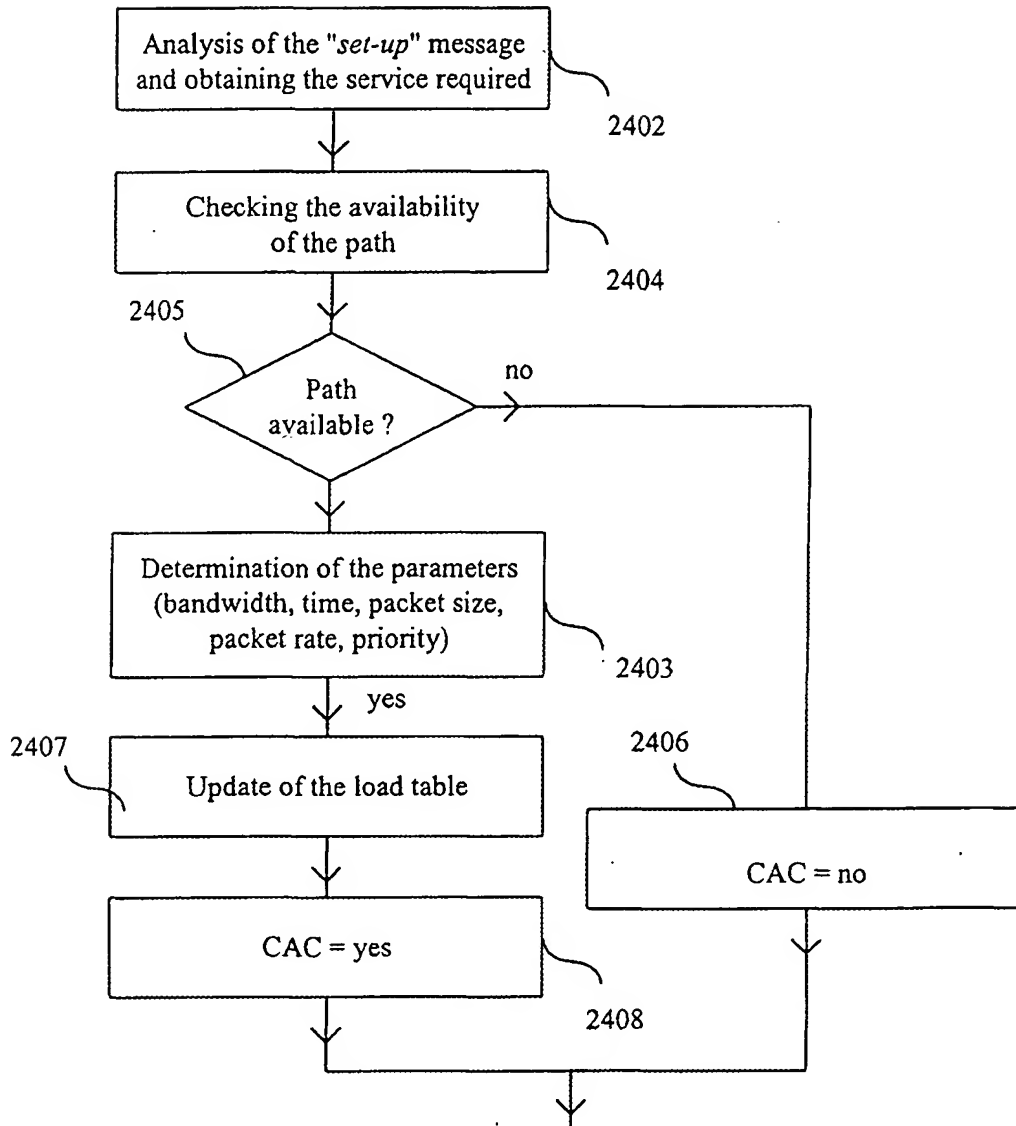 Analysis of the "set-up" message
and obtaining the service required
2402
Checking the availability
of the path
2404
2405
Path
available ?
no
Determination of the parameters
(bandwidth, time, packet size,
packet rate, priority)
2403
yes
2407
Update of the load table
2406
CAC = no
CAC = yes
2408